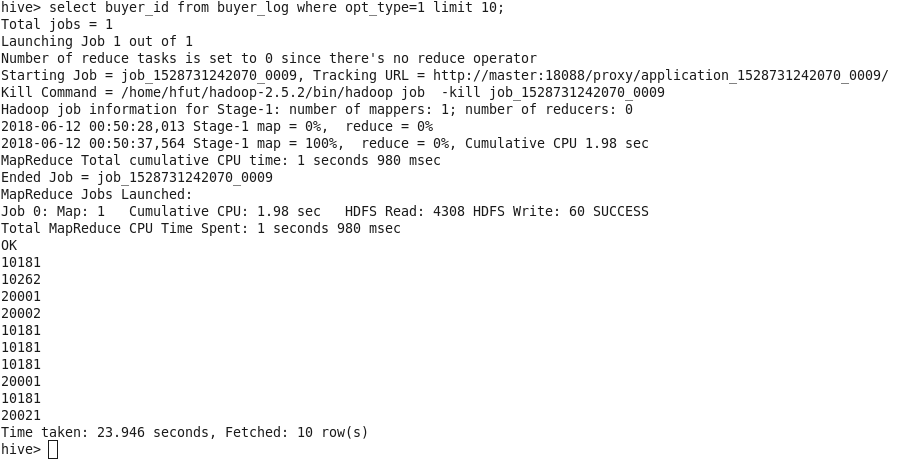 hive> select buyer_id from buyer_log where opt_type=1 limit 10;
Total jobs = 1
Launching Job 1 out of 1
Number of reduce tasks is set to 0 since there's no reduce operator
Starting Job = job_1528731242070_0009, Tracking URL = http://master:18088/proxy/application_1528731242070_0009/
Kill Command = /home/hfut/hadoop-2.5.2/bin/hadoop job  -kill job_1528731242070_0009
Hadoop job information for Stage-1: number of mappers: 1; number of reducers: 0
2018-06-12 00:50:28,013 Stage-1 map = 0%,  reduce = 0%
2018-06-12 00:50:37,564 Stage-1 map = 100%,  reduce = 0%, Cumulative CPU 1.98 sec
MapReduce Total cumulative CPU time: 1 seconds 980 msec
Ended Job = job_1528731242070_0009
MapReduce Jobs Launched:
Job 0: Map: 1   Cumulative CPU: 1.98 sec   HDFS Read: 4308 HDFS Write: 60 SUCCESS
Total MapReduce CPU Time Spent: 1 seconds 980 msec
OK
10181
10262
20001
20002
10181
10181
10181
20001
10181
20021
Time taken: 23.946 seconds, Fetched: 10 row(s)
hive>